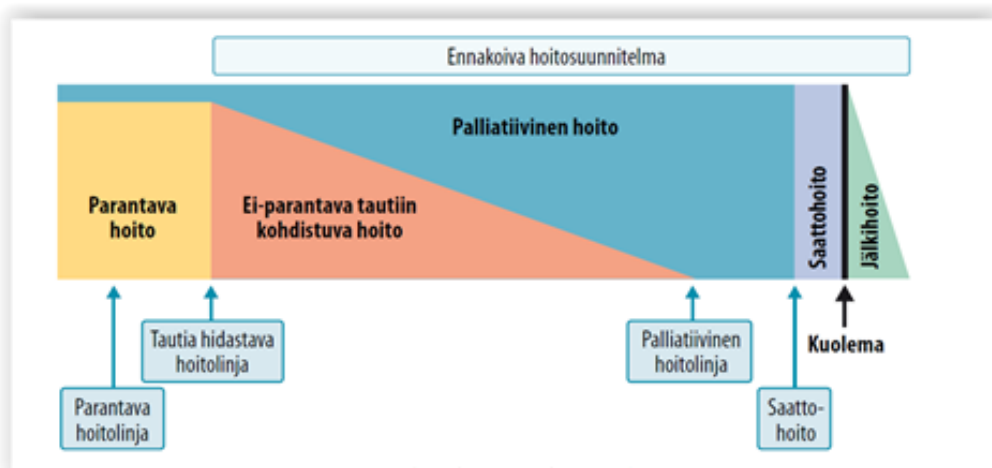 Ennakoiva hoitosuunnitelma
Palliatiivinen hoito
Parantava
hoito
Ei-parantava tautiin
kohdistuva hoito
Saattohoito
Jälkihoito
Tautia hidastava
hoitolinja
Palliatiivinen
hoitolinja
Kuolema
Parantava
hoitolinja
Saatto-
hoito